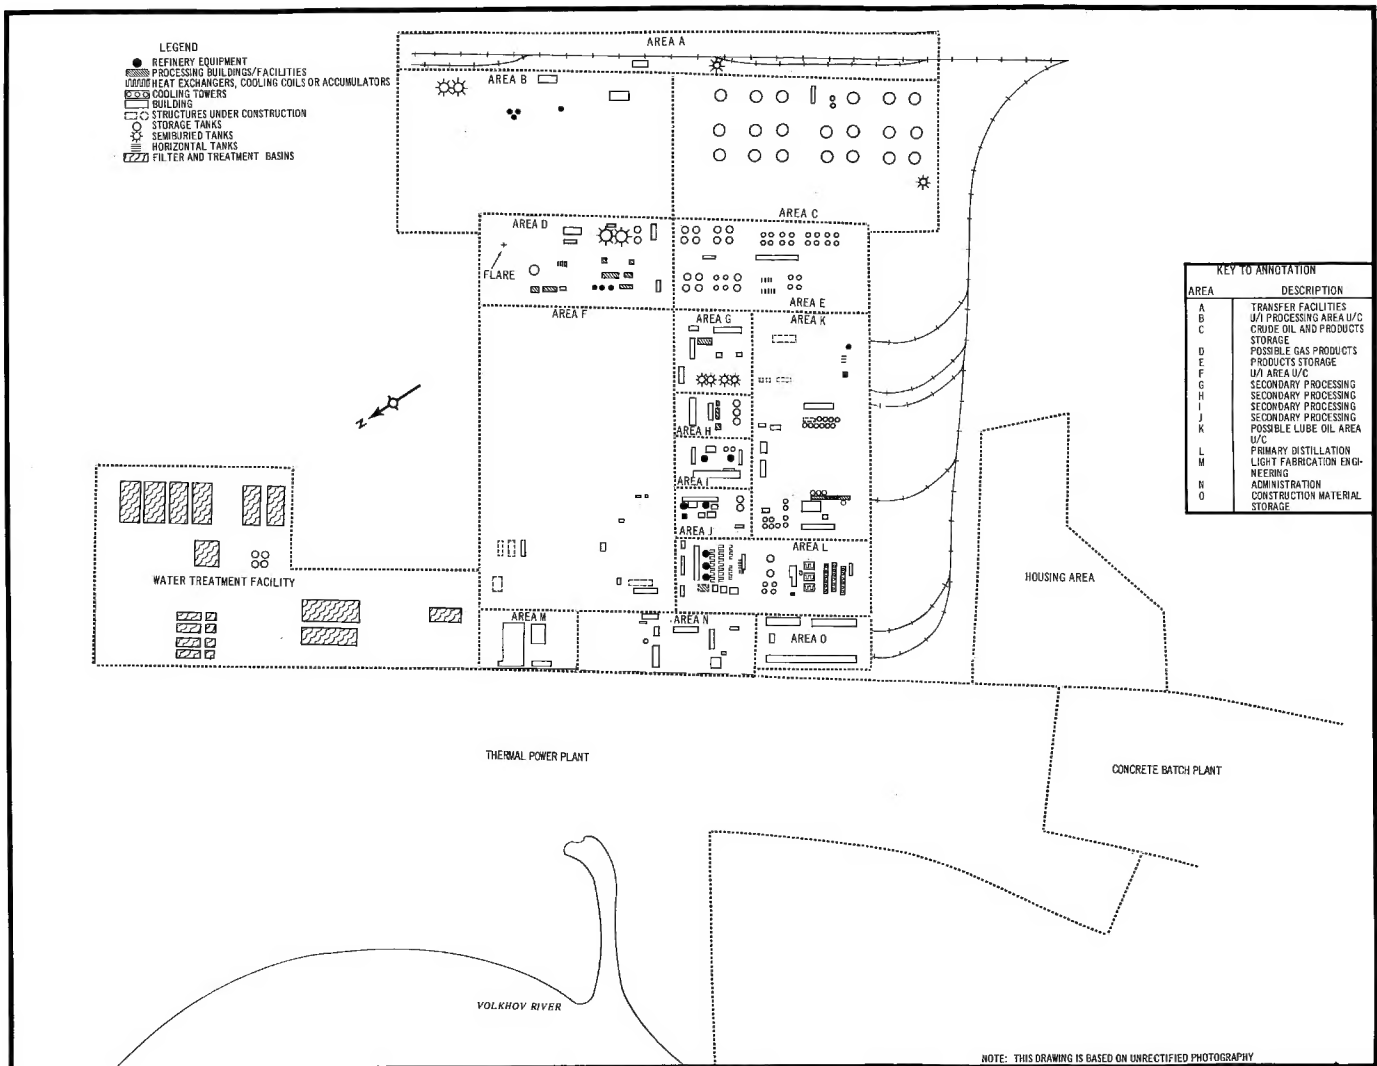 LEGEND
REFINERY EQUIPMENT
PROCESSING BUILDINGS/FACILITIES
HEAT EXCHANGERS, COOLING COILS OR ACCUMULATORS
COOLING TOWERS
BUILDING
STRUCTURES UNDER CONSTRUCTION
STORAGE TANKS
SEMIBURIED TANKS
HORIZONTAL TANKS
FILTER AND TREATMENT BASINS
AREA A
AREA B
AREA C
AREA D
FLARE
AREA E
AREA F
AREA G
AREA K
AREA H
AREA I
AREA J
AREA L
AREA M
AREA N
AREA O
N
WATER TREATMENT FACILITY
KEY TO ANNOTATION
AREA DESCRIPTION
A TRANSFER FACILITIES
B U/I PROCESSING AREA U/C
C CRUDE OIL AND PRODUCTS
STORAGE
D POSSIBLE GAS PRODUCTS
E PRODUCTS STORAGE
F U/I AREA U/C
G SECONDARY PROCESSING
H SECONDARY PROCESSING
I SECONDARY PROCESSING
J SECONDARY PROCESSING
K POSSIBLE LUBE OIL AREA
U/C
L PRIMARY DISTILLATION
M LIGHT FABRICATION ENGI-
NEERING
N ADMINISTRATION
O CONSTRUCTION MATERIAL
STORAGE
HOUSING AREA
THERMAL POWER PLANT
CONCRETE BATCH PLANT
VOLKHOV RIVER
NOTE: THIS DRAWING IS BASED ON UNRECTIFIED PHOTOGRAPHY